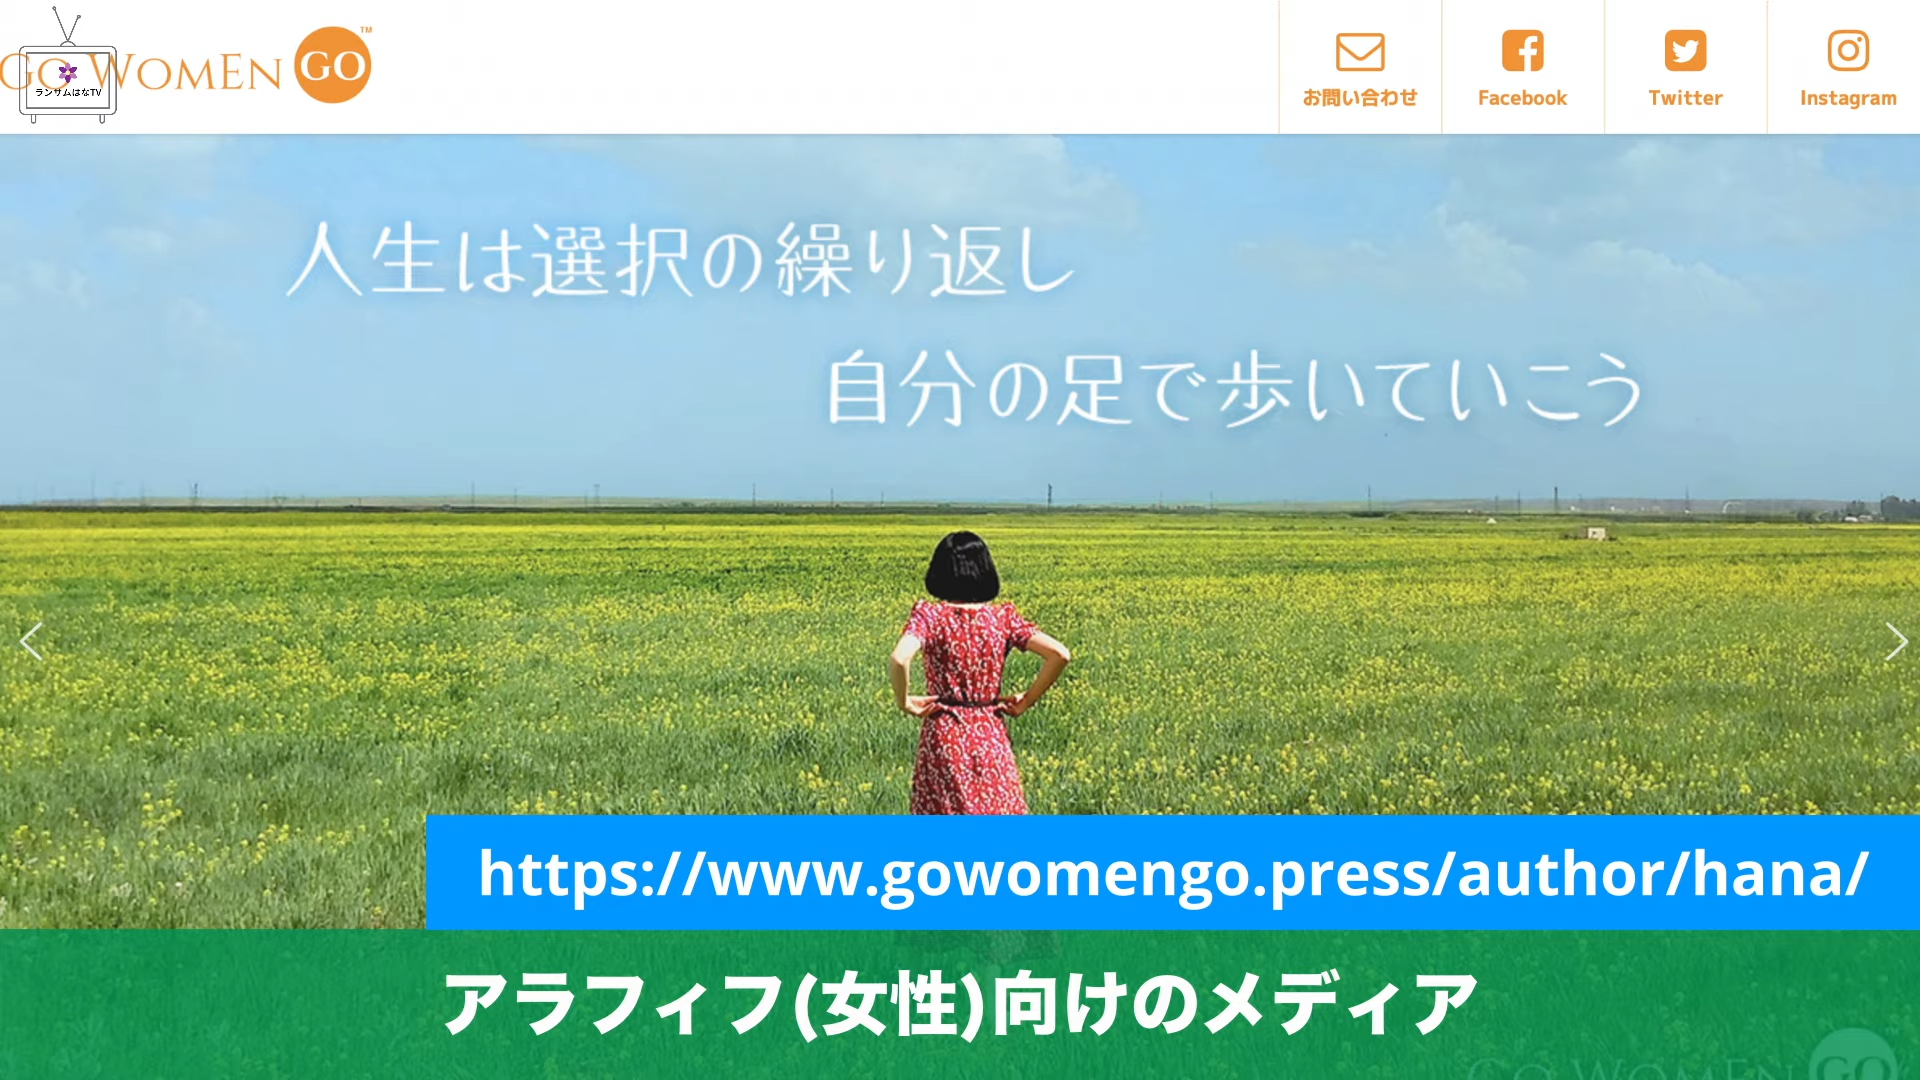 GO WOMEN GO™
ランサムはなTV
お問い合わせ
Facebook
Twitter
Instagram
人生は選択の繰り返し
自分の足で歩いていこう
https://www.gowomengo.press/author/hana/
アラフィフ(女性)向けのメディア
GO WOMEN GO